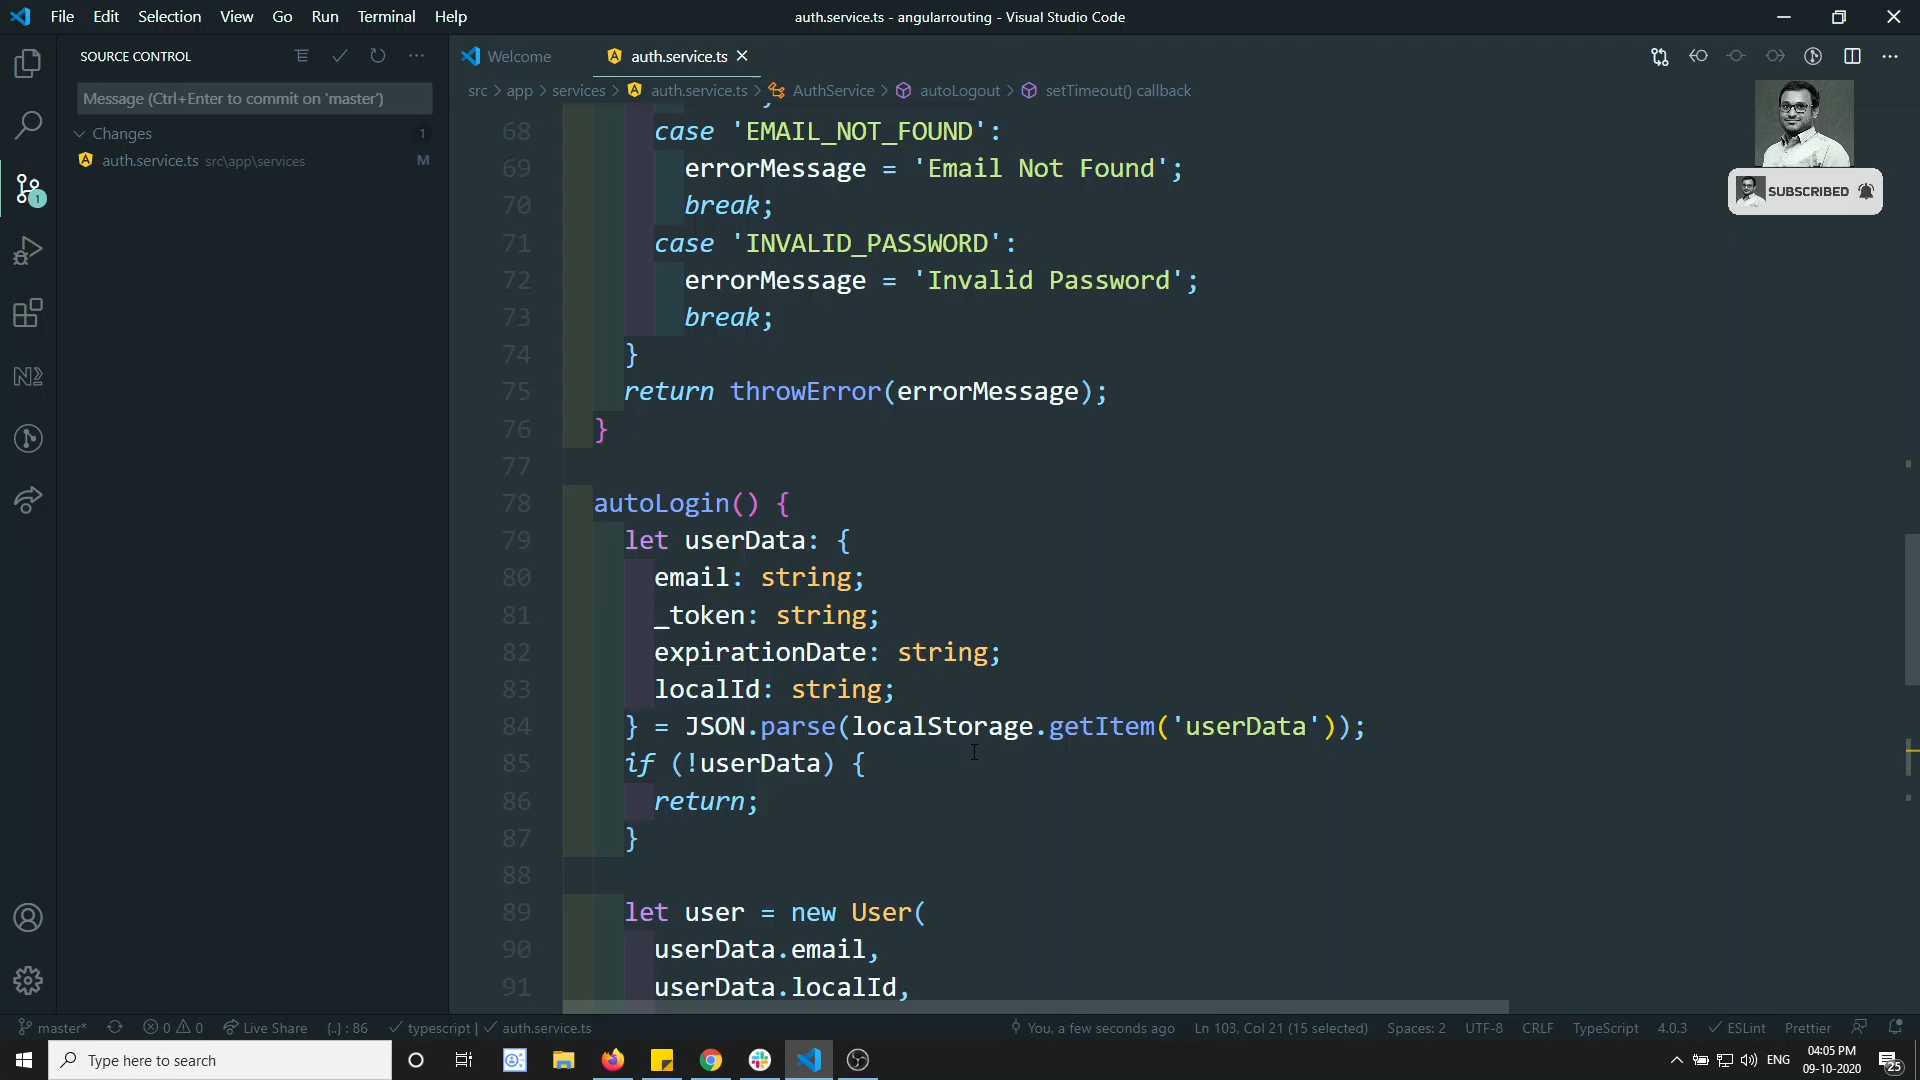 File Edit Selection View Go Run Terminal Help
auth.service.ts - angularrouting - Visual Studio Code
SOURCE CONTROL
Welcome
auth.service.ts
Message (Ctrl+Enter to commit on 'master')
src > app > services > auth.service.ts > AuthService > autoLogout > setTimeout() callback
Changes 1
auth.service.ts src\app\services M
1
SUBSCRIBED
68 case 'EMAIL_NOT_FOUND':
69 errorMessage = 'Email Not Found';
70 break;
71 case 'INVALID_PASSWORD':
72 errorMessage = 'Invalid Password';
73 break;
74 }
75 return throwError(errorMessage);
76 }
77
78 autoLogin() {
79 let userData: {
80 email: string;
81 _token: string;
82 expirationDate: string;
83 localId: string;
84 } = JSON.parse(localStorage.getItem('userData'));
85 if (!userData) {
86 return;
87 }
88
89 let user = new User(
90 userData.email,
91 userData.localId,
master* 0 0 Live Share {..} : 86 typescript | auth.service.ts
You, a few seconds ago Ln 103, Col 21 (15 selected) Spaces: 2 UTF-8 CRLF TypeScript 4.0.3 ESLint Prettier
Type here to search
ENG
04:05 PM
09-10-2020
25